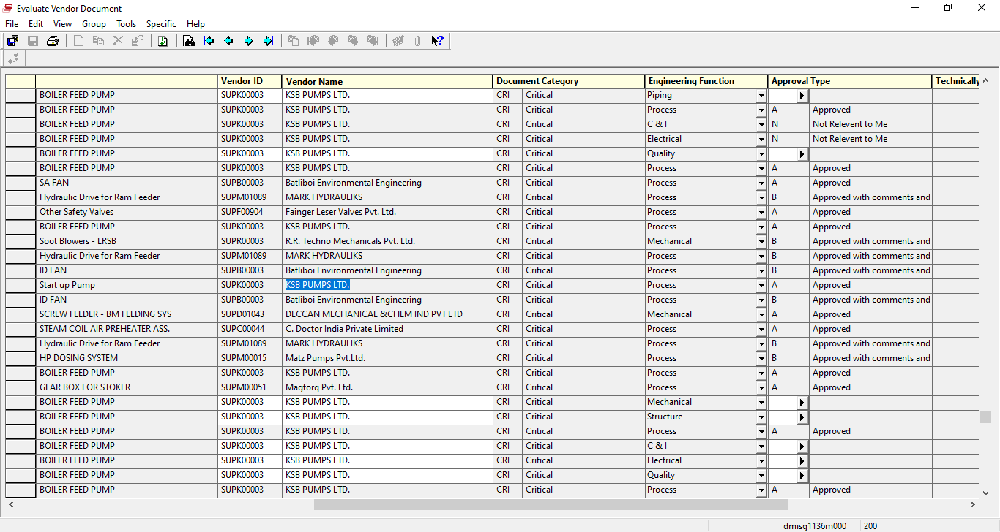 Evaluate Vendor Document
File Edit View Group Tools Specific Help
Vendor ID Vendor Name Document Category Engineering Function Approval Type Technically
BOILER FEED PUMP SUPK00003 KSB PUMPS LTD. CRI Critical Piping
BOILER FEED PUMP SUPK00003 KSB PUMPS LTD. CRI Critical Process A Approved
BOILER FEED PUMP SUPK00003 KSB PUMPS LTD. CRI Critical C & I N Not Relevent to Me
BOILER FEED PUMP SUPK00003 KSB PUMPS LTD. CRI Critical Electrical N Not Relevent to Me
BOILER FEED PUMP SUPK00003 KSB PUMPS LTD. CRI Critical Quality
BOILER FEED PUMP SUPK00003 KSB PUMPS LTD. CRI Critical Process A Approved
SA FAN SUPB00003 Batliboi Environmental Engineering CRI Critical Process A Approved
Hydraulic Drive for Ram Feeder SUPM01089 MARK HYDRAULIKS CRI Critical Process B Approved with comments and
Other Safety Valves SUPF00904 Fainger Leser Valves Pvt. Ltd. CRI Critical Process A Approved
BOILER FEED PUMP SUPK00003 KSB PUMPS LTD. CRI Critical Process A Approved
Soot Blowers - LRSB SUPR00003 R.R. Techno Mechanicals Pvt. Ltd. CRI Critical Mechanical B Approved with comments and
Hydraulic Drive for Ram Feeder SUPM01089 MARK HYDRAULIKS CRI Critical Process B Approved with comments and
ID FAN SUPB00003 Batliboi Environmental Engineering CRI Critical Process B Approved with comments and
Start up Pump SUPK00003 KSB PUMPS LTD. CRI Critical Process A Approved
ID FAN SUPB00003 Batliboi Environmental Engineering CRI Critical Process B Approved with comments and
SCREW FEEDER - BM FEEDING SYS SUPD01043 DECCAN MECHANICAL &CHEM IND PVT LTD CRI Critical Mechanical A Approved
STEAM COIL AIR PREHEATER ASS. SUPC00044 C. Doctor India Private Limited CRI Critical Process A Approved
Hydraulic Drive for Ram Feeder SUPM01089 MARK HYDRAULIKS CRI Critical Process B Approved with comments and
HP DOSING SYSTEM SUPM00015 Matz Pumps Pvt.Ltd. CRI Critical Process B Approved with comments and
BOILER FEED PUMP SUPK00003 KSB PUMPS LTD. CRI Critical Process A Approved
GEAR BOX FOR STOKER SUPM00051 Magtorq Pvt. Ltd. CRI Critical Process A Approved
BOILER FEED PUMP SUPK00003 KSB PUMPS LTD. CRI Critical Mechanical
BOILER FEED PUMP SUPK00003 KSB PUMPS LTD. CRI Critical Structure
BOILER FEED PUMP SUPK00003 KSB PUMPS LTD. CRI Critical Process A Approved
BOILER FEED PUMP SUPK00003 KSB PUMPS LTD. CRI Critical C & I
BOILER FEED PUMP SUPK00003 KSB PUMPS LTD. CRI Critical Electrical
BOILER FEED PUMP SUPK00003 KSB PUMPS LTD. CRI Critical Quality
BOILER FEED PUMP SUPK00003 KSB PUMPS LTD. CRI Critical Process A Approved
dmisg1136m000 200